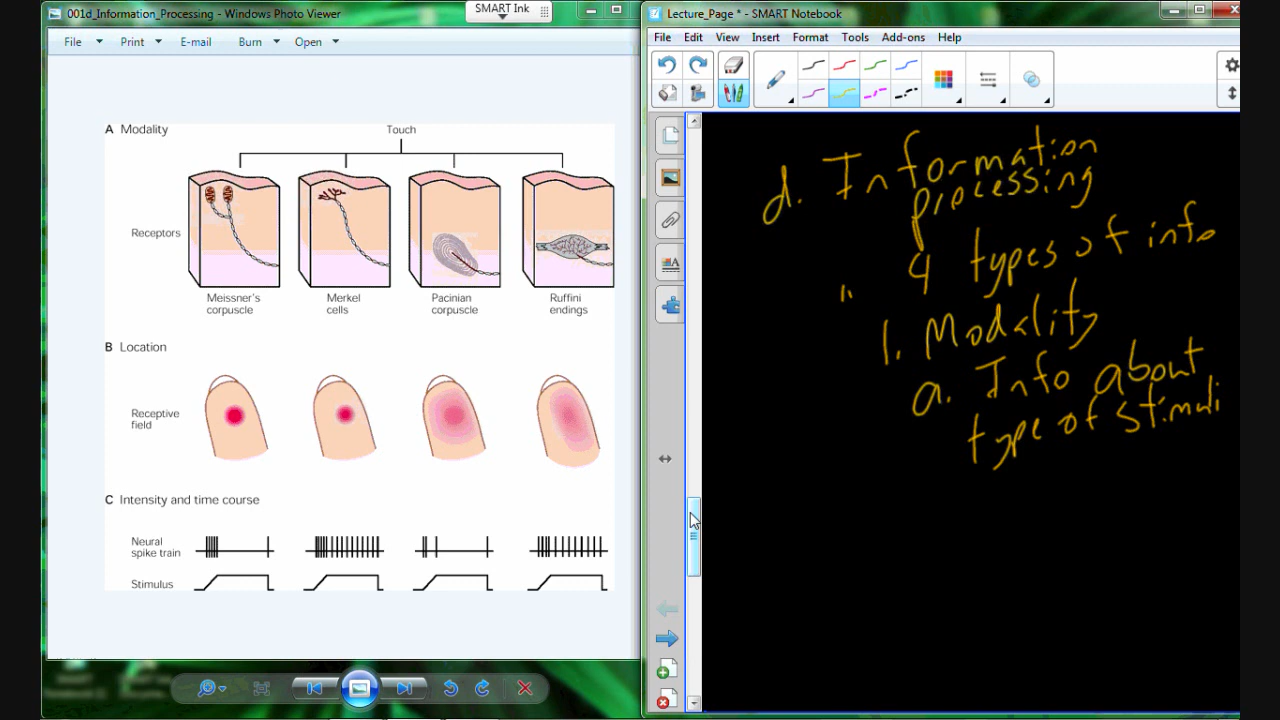 001d_Information_Processing - Windows Photo Viewer
SMART Ink
File Print E-mail Burn Open
A Modality
Touch
Receptors
Meissner's
corpuscle
Merkel
cells
Pacinian
corpuscle
Ruffini
endings
B Location
Receptive
field
C Intensity and time course
Neural
spike train
Stimulus
Lecture_Page * - SMART Notebook
File Edit View Insert Format Tools Add-ons Help
d. Information
processing
4 types of info
1. Modality
a. Info about
type of stimuli